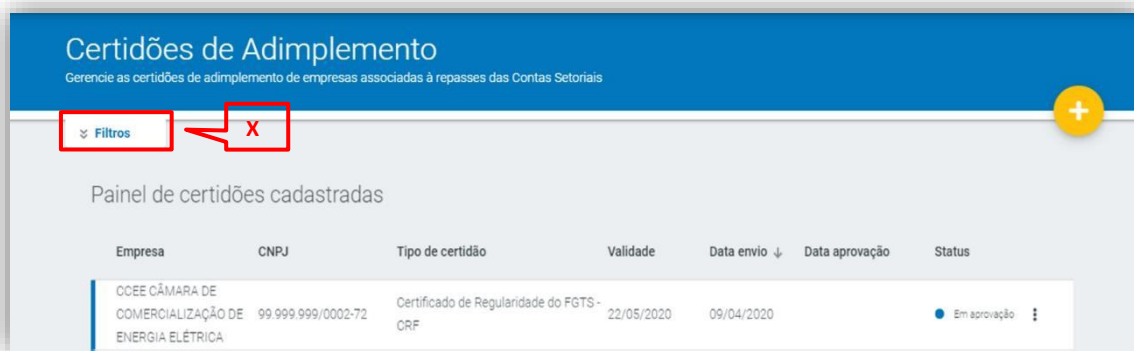 Certidões de Adimplemento
Gerencie as certidões de adimplemento de empresas associadas à repasses das Contas Setoriais
+
Filtros
X
Painel de certidões cadastradas
Empresa CNPJ Tipo de certidão Validade Data envio ↓ Data aprovação Status
CCEE CÂMARA DE
COMERCIALIZAÇÃO DE
ENERGIA ELÉTRICA
99.999.999/0002-72
Certificado de Regularidade do FGTS -
CRF
22/05/2020
09/04/2020
Em aprovação